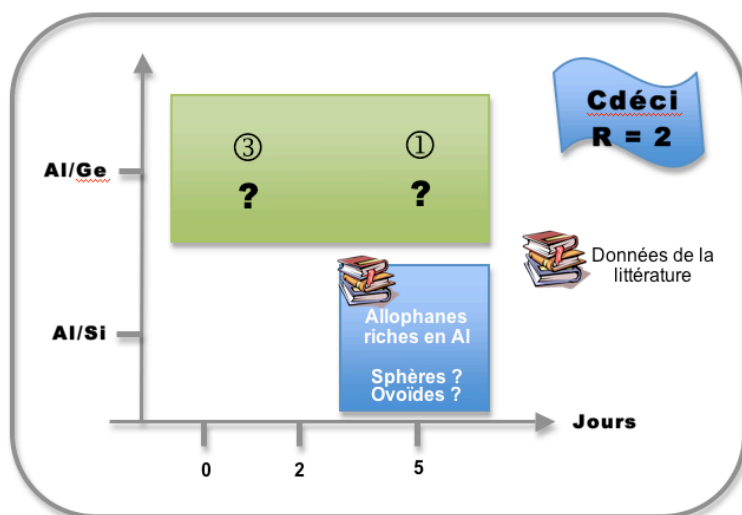 Cdéci
R = 2
③
①
Al/Ge
?
?
Données de la
littérature
Allophanes
riches en Al
Al/Si
Sphères ?
Ovoïdes ?
Jours
0
2
5